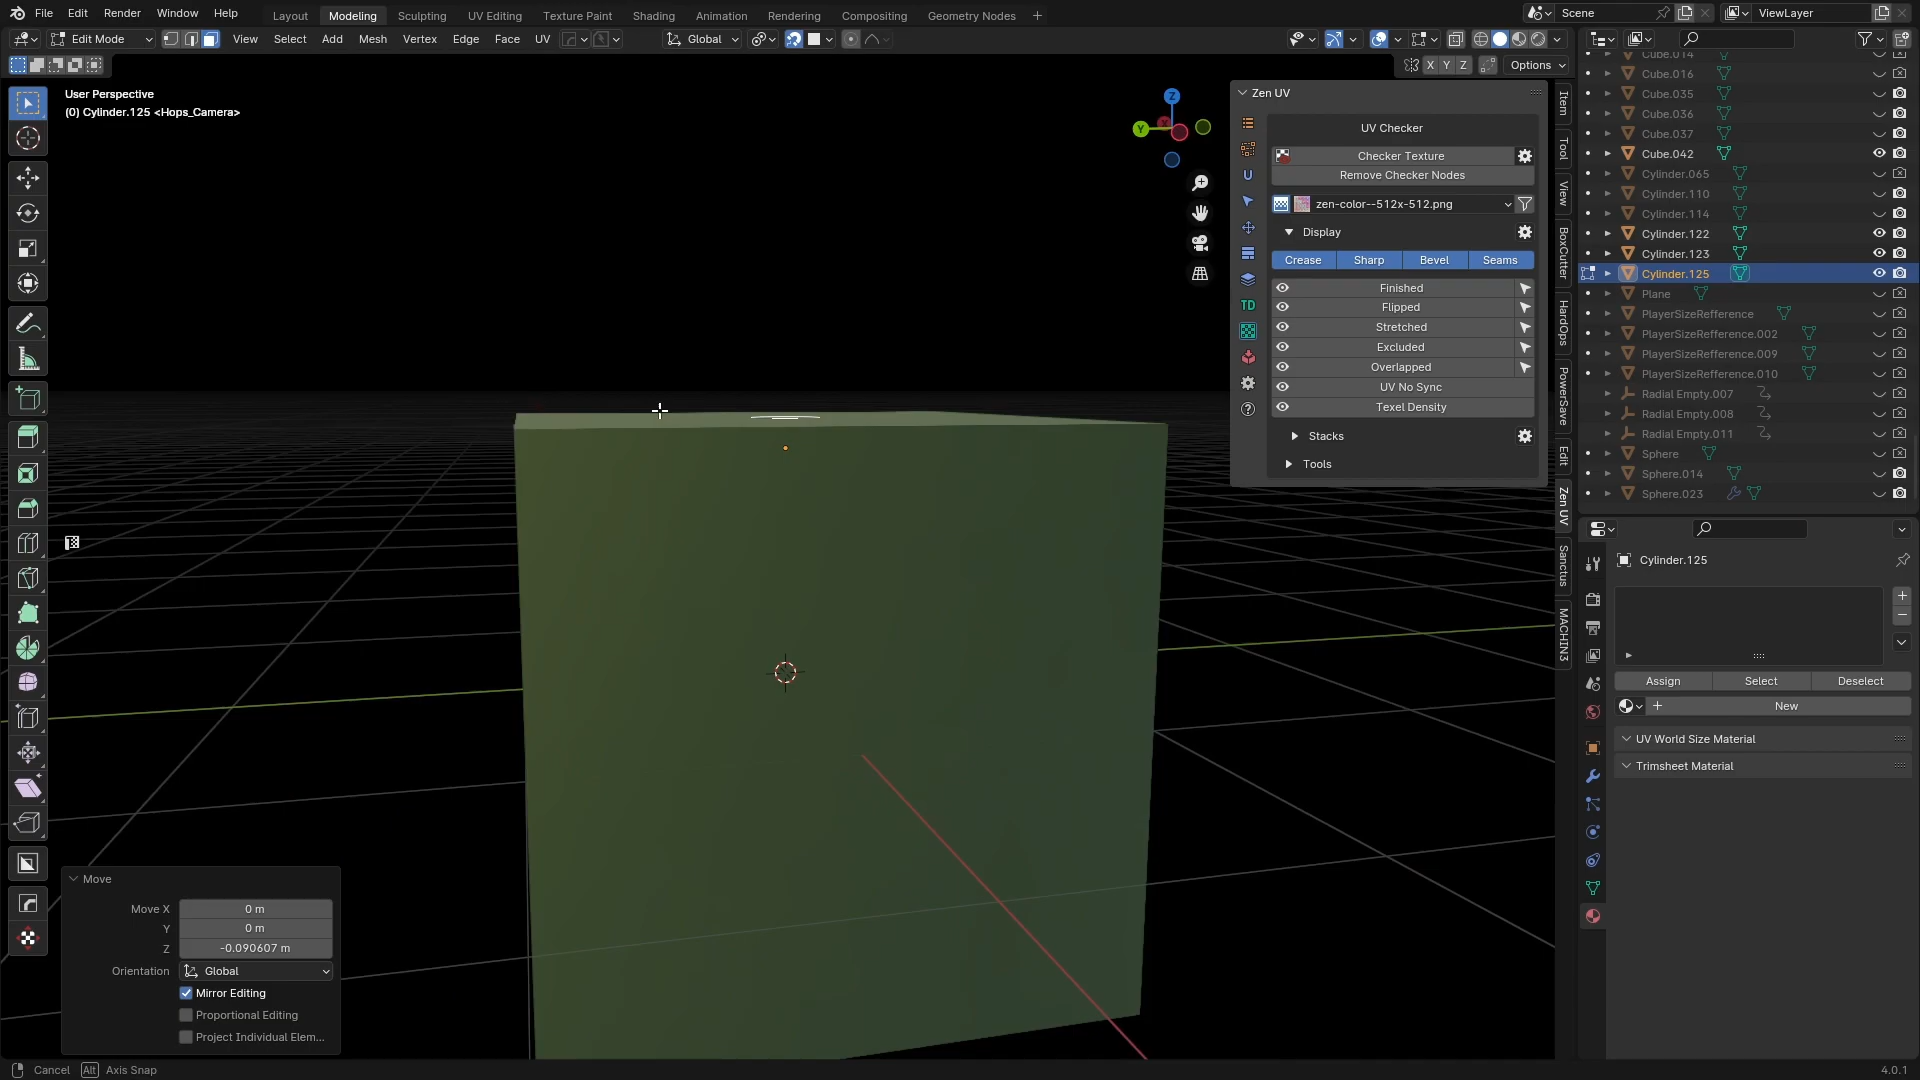 File Edit Render Window Help
Layout Modeling Sculpting UV Editing Texture Paint Shading Animation Rendering Compositing Geometry Nodes +
Scene
ViewLayer
Edit Mode View Select Add Mesh Vertex Edge Face UV
Global
X Y Z Options
User Perspective
(0) Cylinder.125 <Hops_Camera>
Z
Y
Zen UV
UV Checker
Checker Texture
Remove Checker Nodes
zen-color--512x-512.png
Display
Crease Sharp Bevel Seams
Finished
Flipped
Stretched
Excluded
Overlapped
UV No Sync
Texel Density
Stacks
Tools
TD
Item
Tool
View
BoxCutter
HardOps
PowerSave
Edit
Zen UV
Sanctus
MACHIN3
Cube.014
Cube.016
Cube.035
Cube.036
Cube.037
Cube.042
Cylinder.065
Cylinder.110
Cylinder.114
Cylinder.122
Cylinder.123
Cylinder.125
Plane
PlayerSizeRefference
PlayerSizeRefference.002
PlayerSizeRefference.009
PlayerSizeRefference.010
Radial Empty.007
Radial Empty.008
Radial Empty.011
Sphere
Sphere.014
Sphere.023
Cylinder.125
Assign Select Deselect
New
UV World Size Material
Trimsheet Material
Move
Move X 0 m
Y 0 m
Z -0.090607 m
Orientation Global
Mirror Editing
Proportional Editing
Project Individual Elem...
Cancel Alt Axis Snap
4.0.1